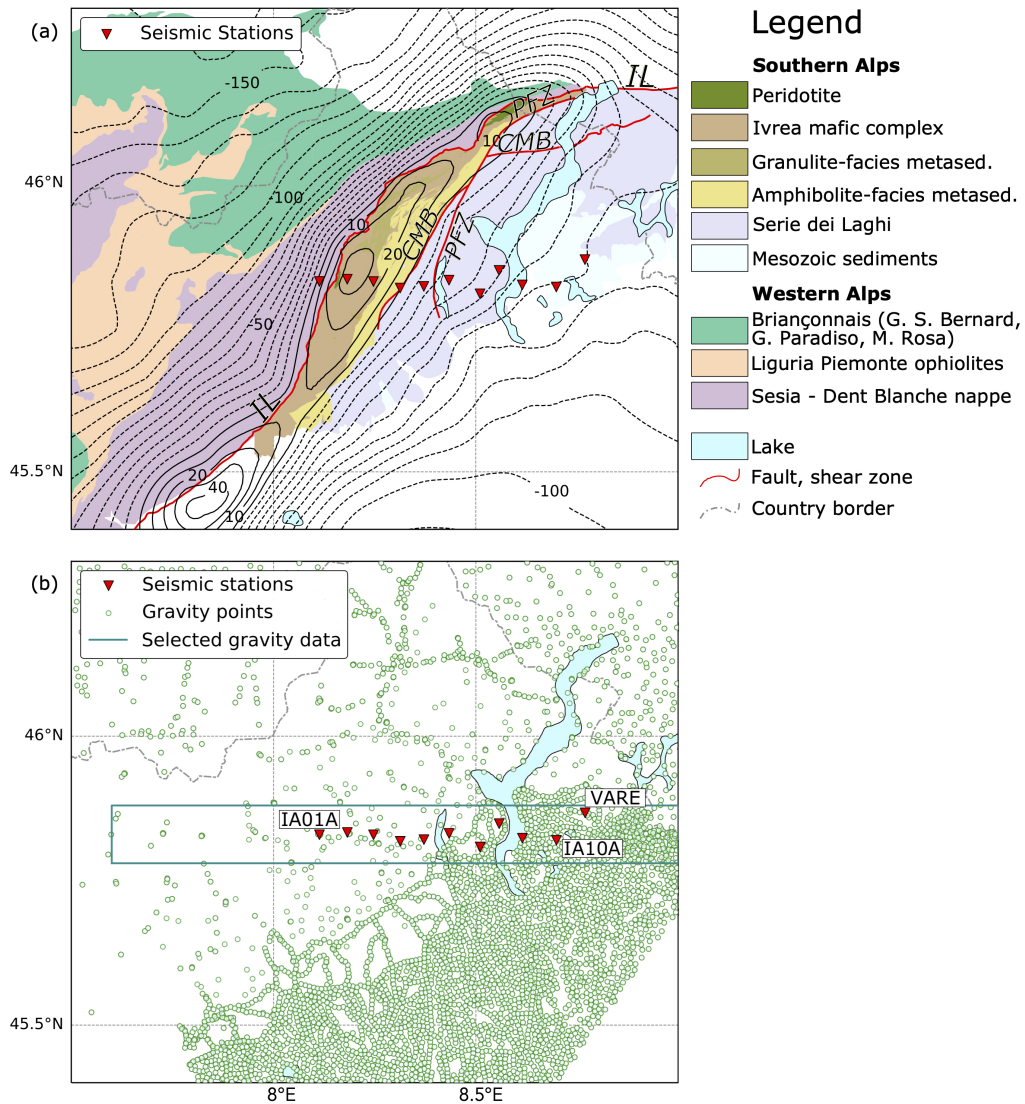 (a)
Seismic Stations
-150
-100
10
20
-50
10
20
40
10
-100
IL
PFZ
CMB
CMB
PFZ
IL
46°N
45.5°N
Legend
Southern Alps
Peridotite
Ivrea mafic complex
Granulite-facies metased.
Amphibolite-facies metased.
Serie dei Laghi
Mesozoic sediments
Western Alps
Briançonnais (G. S. Bernard,
G. Paradiso, M. Rosa)
Liguria Piemonte ophiolites
Sesia - Dent Blanche nappe
Lake
Fault, shear zone
Country border
(b)
Seismic stations
Gravity points
Selected gravity data
46°N
VARE
IA01A
IA10A
45.5°N
8°E
8.5°E